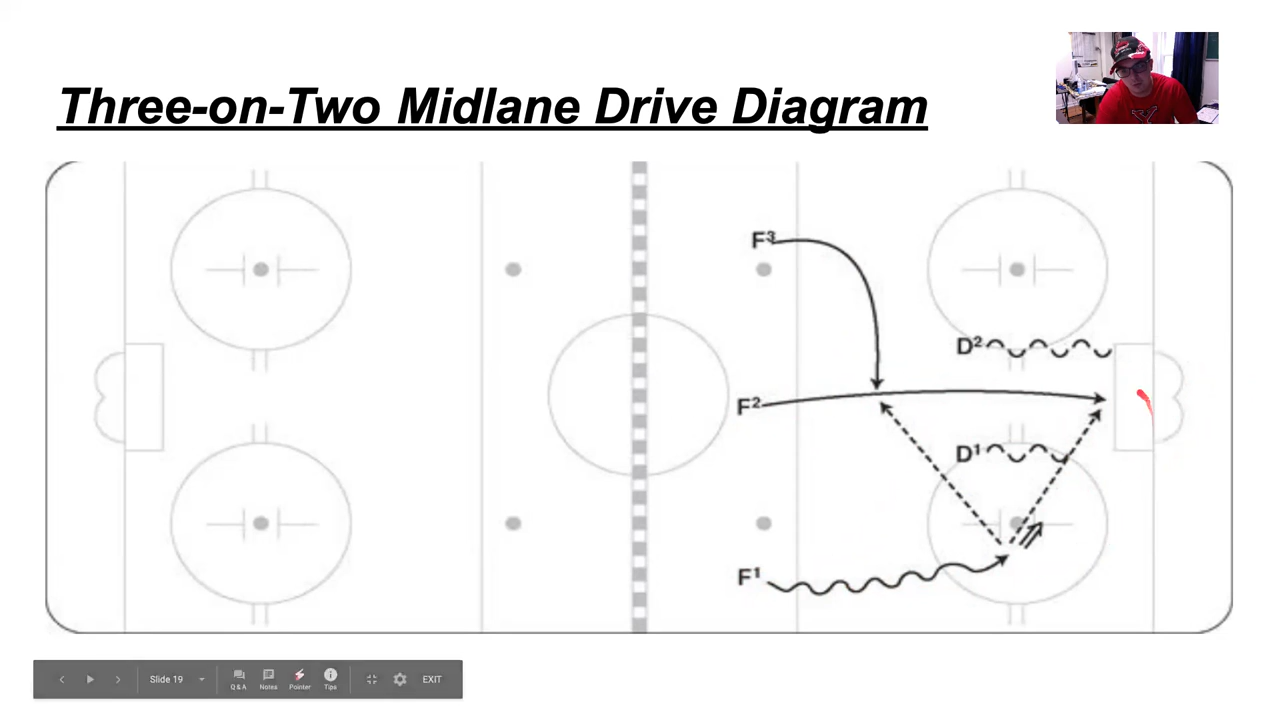 Three-on-Two Midlane Drive Diagram
F³
D²
F²
D¹
F¹
Slide 19
Q & A
Notes
Pointer
Tips
EXIT